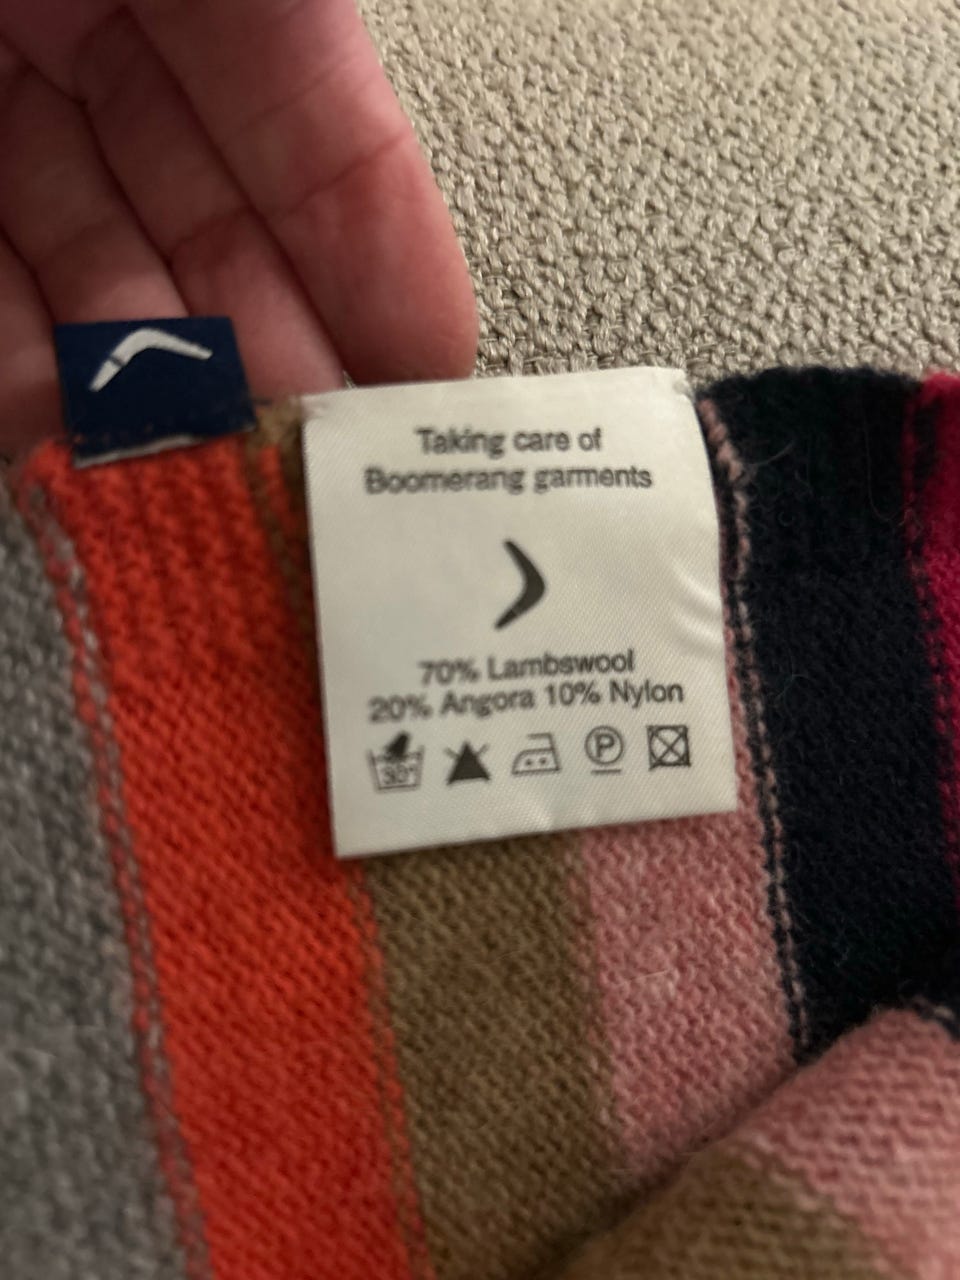 Taking care of
Boomerang garments
70% Lambswool
20% Angora 10% Nylon
30° P